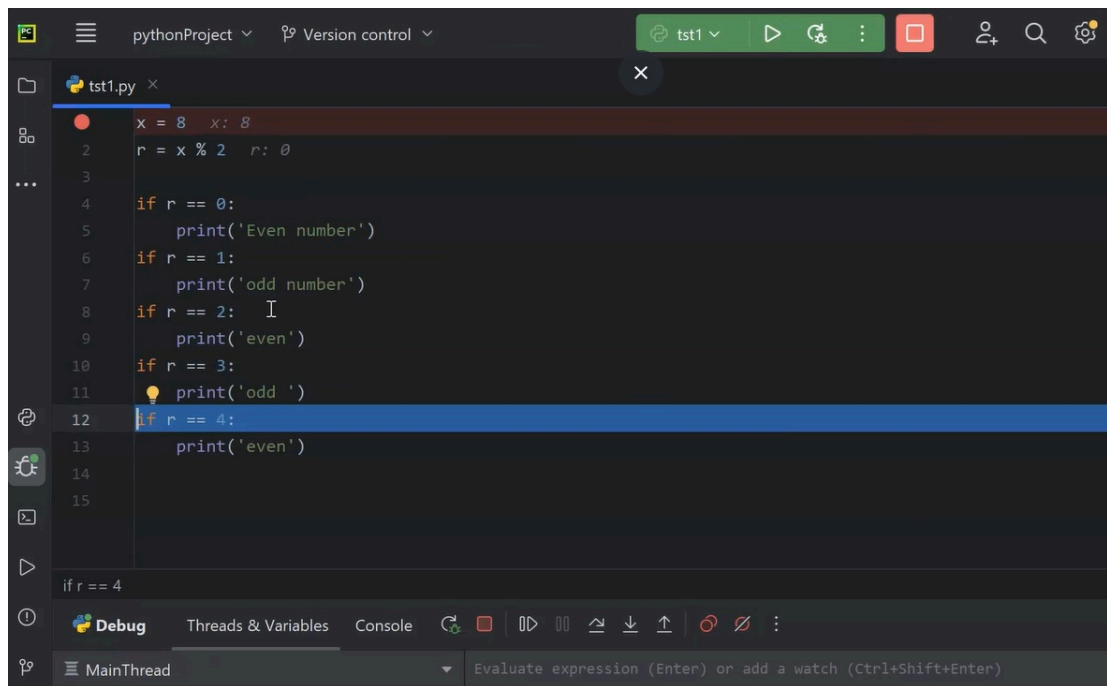 PC pythonProject Version control tst1
tst1.py
x = 8 x: 8
2 r = x % 2 r: 0
3
4 if r == 0:
5 print('Even number')
6 if r == 1:
7 print('odd number')
8 if r == 2:
9 print('even')
10 if r == 3:
11 print('odd ')
12 if r == 4:
13 print('even')
14
15
if r == 4
Debug Threads & Variables Console
MainThread Evaluate expression (Enter) or add a watch (Ctrl+Shift+Enter)